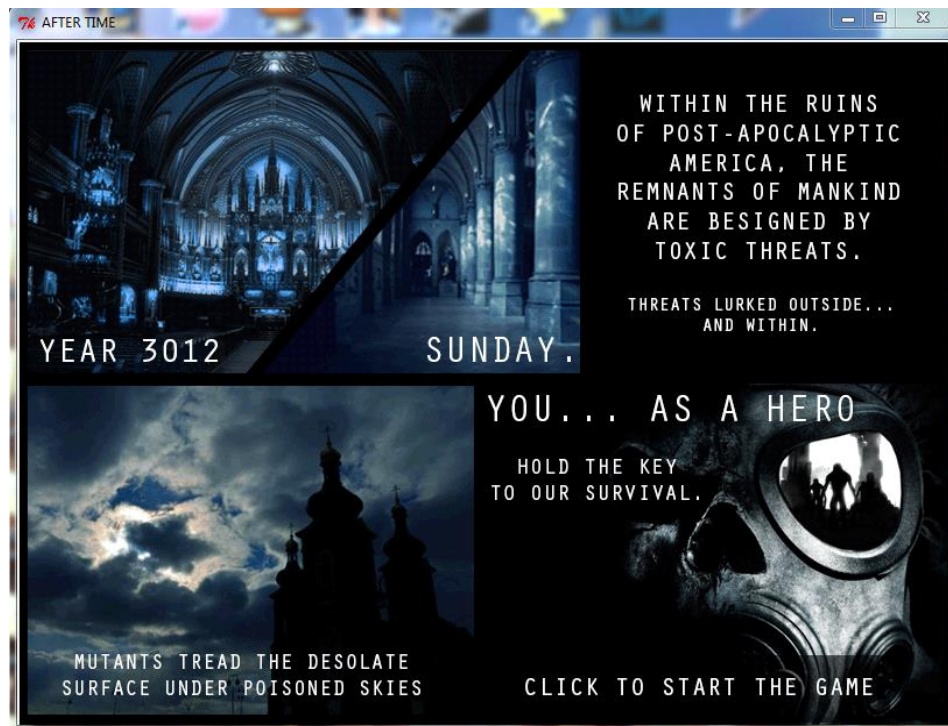 AFTER TIME
YEAR 3012
SUNDAY.
WITHIN THE RUINS
OF POST-APOCALYPTIC
AMERICA, THE
REMNANTS OF MANKIND
ARE BESIGNED BY
TOXIC THREATS.
THREATS LURKED OUTSIDE...
AND WITHIN.
MUTANTS TREAD THE DESOLATE
SURFACE UNDER POISONED SKIES
YOU... AS A HERO
HOLD THE KEY
TO OUR SURVIVAL.
CLICK TO START THE GAME